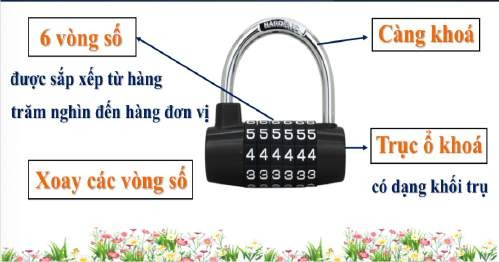 6 vòng số
được sắp xếp từ hàng
trăm nghìn đến hàng đơn vị
Càng khoá
Trục ổ khoá
có dạng khối trụ
Xoay các vòng số
555555
444444
333333